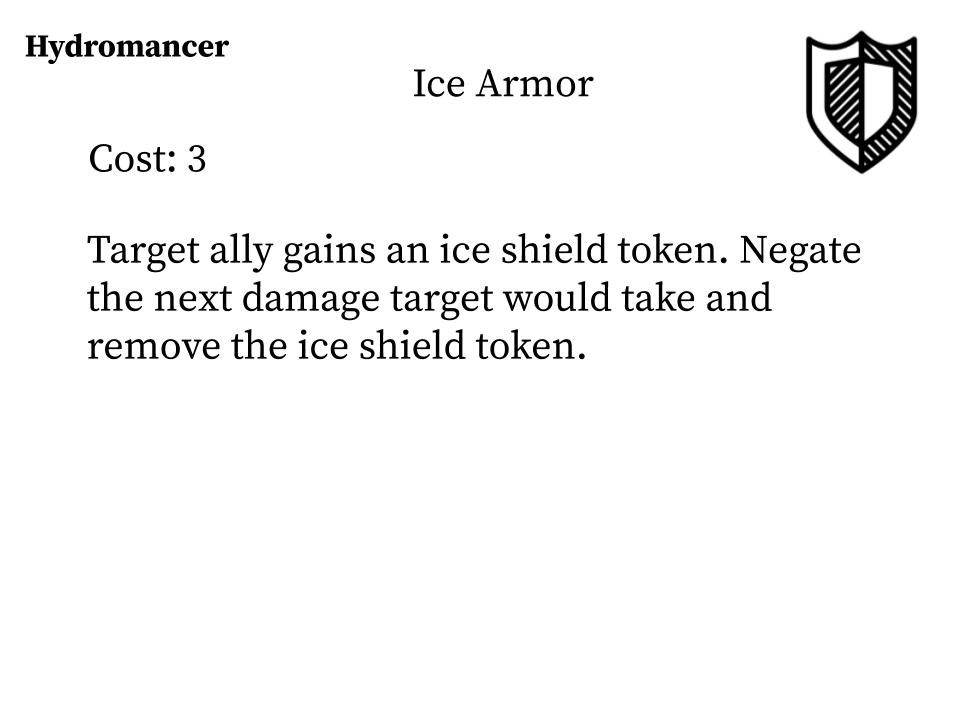 Hydromancer
Ice Armor
Cost: 3
Target ally gains an ice shield token. Negate
the next damage target would take and
remove the ice shield token.